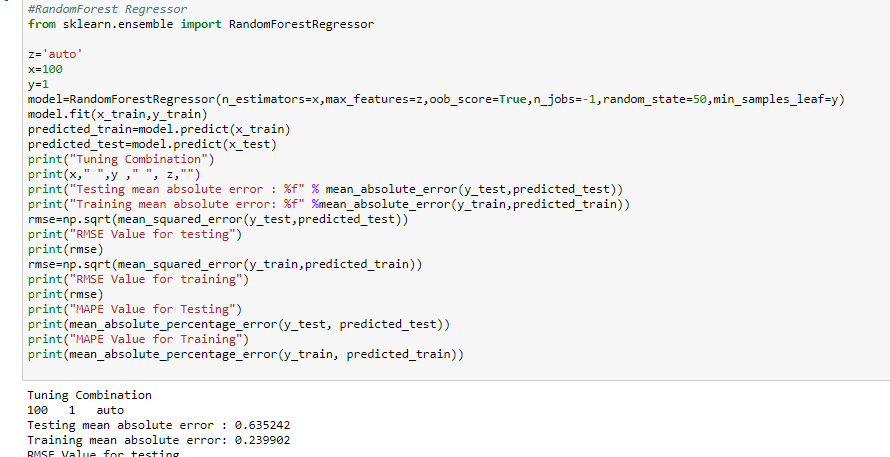 #RandomForest Regressor
from sklearn.ensemble import RandomForestRegressor
z='auto'
x=100
y=1
model=RandomForestRegressor(n_estimators=x,max_features=z,oob_score=True,n_jobs=-1,random_state=50,min_samples_leaf=y)
model.fit(x_train,y_train)
predicted_train=model.predict(x_train)
predicted_test=model.predict(x_test)
print("Tuning Combination")
print(x," ",y ," ", z,"")
print("Testing mean absolute error : %f" % mean_absolute_error(y_test,predicted_test))
print("Training mean absolute error: %f" %mean_absolute_error(y_train,predicted_train))
rmse=np.sqrt(mean_squared_error(y_test,predicted_test))
print("RMSE Value for testing")
print(rmse)
rmse=np.sqrt(mean_squared_error(y_train,predicted_train))
print("RMSE Value for training")
print(rmse)
print("MAPE Value for Testing")
print(mean_absolute_percentage_error(y_test, predicted_test))
print("MAPE Value for Training")
print(mean_absolute_percentage_error(y_train, predicted_train))
Tuning Combination
100   1   auto
Testing mean absolute error : 0.635242
Training mean absolute error: 0.239902
RMSE Value for testing